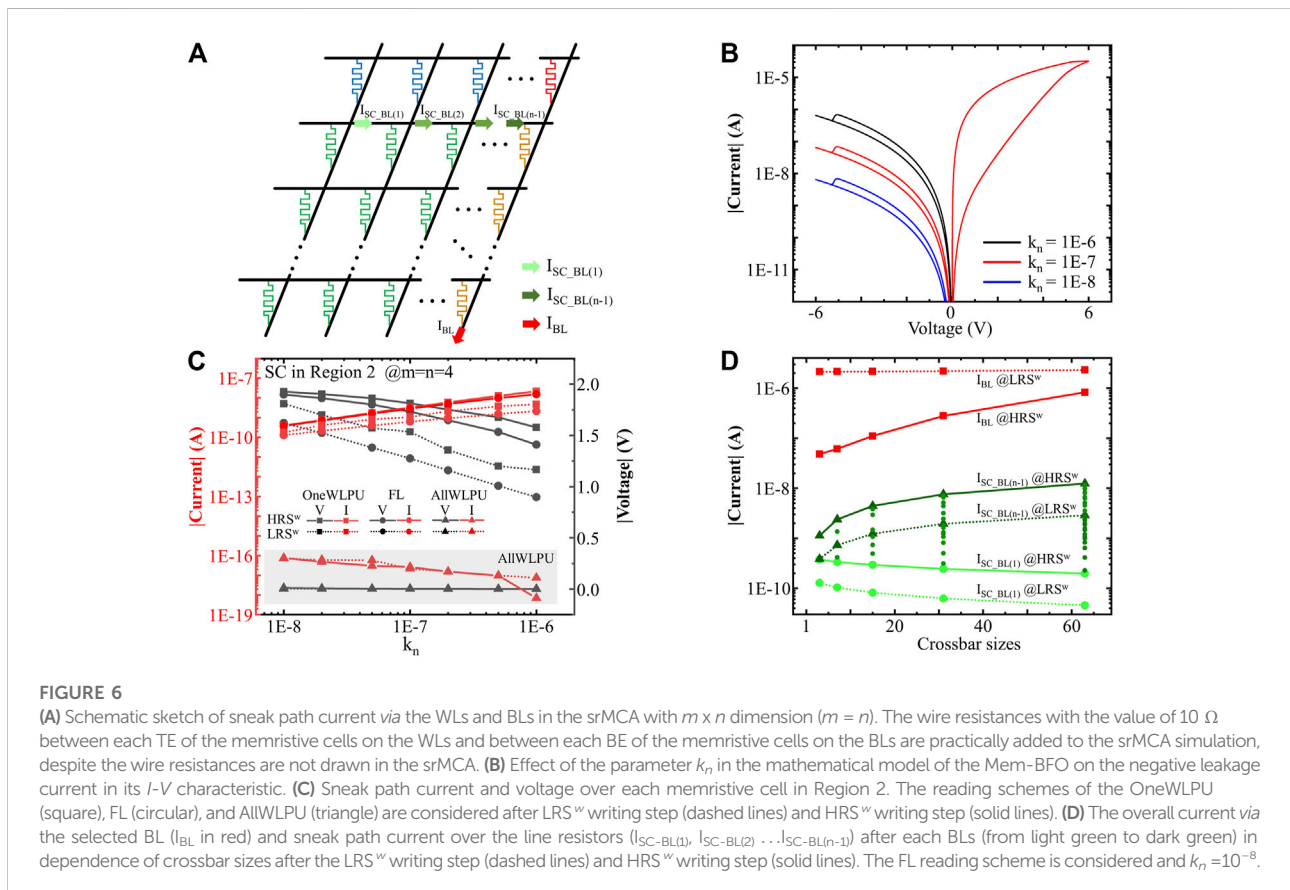 A
I_SC_BL(1) I_SC_BL(2) I_SC_BL(n-1)
I_BL
I_SC_BL(1)
I_SC_BL(n-1)
I_BL
B
|Current| (A)
1E-5
1E-8
1E-11
k_n = 1E-6
k_n = 1E-7
k_n = 1E-8
-6 0 6
Voltage (V)
C
SC in Region 2 @m=n=4
|Current| (A)
1E-7
1E-10
1E-13
1E-16
1E-19
|Voltage| (V)
2.0
1.5
1.0
0.5
0.0
OneWLPU FL AllWLPU
V I V I V I
HRS^w
LRS^w
AllWLPU
1E-8 1E-7 1E-6
k_n
D
|Current| (A)
1E-6
1E-8
1E-10
I_BL @LRS^w
I_BL @HRS^w
I_SC_BL(n-1) @HRS^w
I_SC_BL(n-1) @LRS^w
I_SC_BL(1) @HRS^w
I_SC_BL(1) @LRS^w
1 3 20 40 60
Crossbar sizes
FIGURE 6
(A) Schematic sketch of sneak path current via the WLs and BLs in the srMCA with m x n dimension (m = n). The wire resistances with the value of 10 Ω
between each TE of the memristive cells on the WLs and between each BE of the memristive cells on the BLs are practically added to the srMCA simulation,
despite the wire resistances are not drawn in the srMCA. (B) Effect of the parameter k_n in the mathematical model of the Mem-BFO on the negative leakage
current in its I-V characteristic. (C) Sneak path current and voltage over each memristive cell in Region 2. The reading schemes of the OneWLPU
(square), FL (circular), and AllWLPU (triangle) are considered after LRS^w writing step (dashed lines) and HRS^w writing step (solid lines). (D) The overall current via
the selected BL (I_BL in red) and sneak path current over the line resistors (I_SC-BL(1), I_SC-BL(2) …I_SC-BL(n-1)) after each BLs (from light green to dark green) in
dependence of crossbar sizes after the LRS^w writing step (dashed lines) and HRS^w writing step (solid lines). The FL reading scheme is considered and k_n =10^−8.